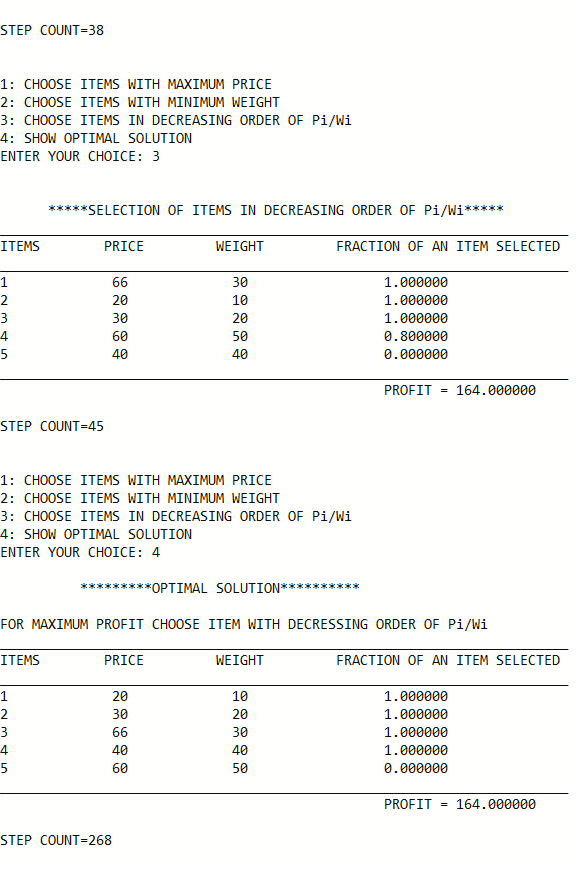 STEP COUNT=38
1: CHOOSE ITEMS WITH MAXIMUM PRICE
2: CHOOSE ITEMS WITH MINIMUM WEIGHT
3: CHOOSE ITEMS IN DECREASING ORDER OF Pi/Wi
4: SHOW OPTIMAL SOLUTION
ENTER YOUR CHOICE: 3
*****SELECTION OF ITEMS IN DECREASING ORDER OF Pi/Wi*****
ITEMS PRICE WEIGHT FRACTION OF AN ITEM SELECTED
1 66 30 1.000000
2 20 10 1.000000
3 30 20 1.000000
4 60 50 0.800000
5 40 40 0.000000
PROFIT = 164.000000
STEP COUNT=45
1: CHOOSE ITEMS WITH MAXIMUM PRICE
2: CHOOSE ITEMS WITH MINIMUM WEIGHT
3: CHOOSE ITEMS IN DECREASING ORDER OF Pi/Wi
4: SHOW OPTIMAL SOLUTION
ENTER YOUR CHOICE: 4
*********OPTIMAL SOLUTION**********
FOR MAXIMUM PROFIT CHOOSE ITEM WITH DECRESSING ORDER OF Pi/Wi
ITEMS PRICE WEIGHT FRACTION OF AN ITEM SELECTED
1 20 10 1.000000
2 30 20 1.000000
3 66 30 1.000000
4 40 40 1.000000
5 60 50 0.000000
PROFIT = 164.000000
STEP COUNT=268